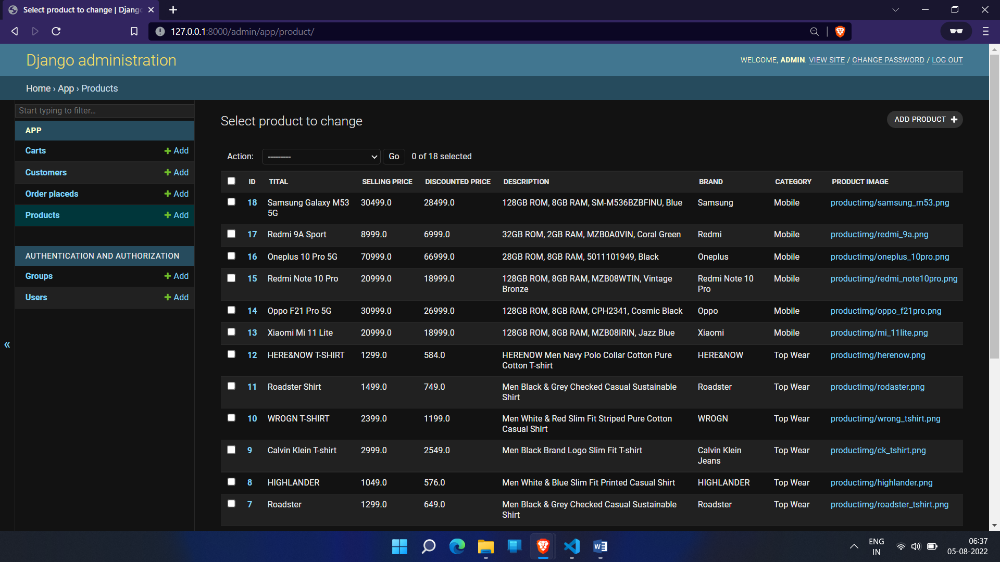 Select product to change | Djang
127.0.0.1:8000/admin/app/product/
Django administration
WELCOME, ADMIN. VIEW SITE / CHANGE PASSWORD / LOG OUT
Home › App › Products
Start typing to filter...
APP
Carts + Add
Customers + Add
Order placeds + Add
Products + Add
AUTHENTICATION AND AUTHORIZATION
Groups + Add
Users + Add
«
Select product to change
ADD PRODUCT +
Action: --------- Go 0 of 18 selected
ID TITAL SELLING PRICE DISCOUNTED PRICE DESCRIPTION BRAND CATEGORY PRODUCT IMAGE
18 Samsung Galaxy M53 30499.0 28499.0 128GB ROM, 8GB RAM, SM-M536BZBFINU, Blue Samsung Mobile productimg/samsung_m53.png
5G
17 Redmi 9A Sport 8999.0 6999.0 32GB ROM, 2GB RAM, MZB0A0VIN, Coral Green Redmi Mobile productimg/redmi_9a.png
16 Oneplus 10 Pro 5G 70999.0 66999.0 28GB ROM, 8GB RAM, 5011101949, Black Oneplus Mobile productimg/oneplus_10pro.png
15 Redmi Note 10 Pro 20999.0 18999.0 128GB ROM, 8GB RAM, MZB08WTIN, Vintage Redmi Note 10 Mobile productimg/redmi_note10pro.png
Bronze Pro
14 Oppo F21 Pro 5G 30999.0 26999.0 128GB ROM, 8GB RAM, CPH2341, Cosmic Black Oppo Mobile productimg/oppo_f21pro.png
13 Xiaomi Mi 11 Lite 20999.0 18999.0 128GB ROM, 8GB RAM, MZB08IRIN, Jazz Blue Xiaomi Mobile productimg/mi_11lite.png
12 HERE&NOW T-SHIRT 1299.0 584.0 HERENOW Men Navy Polo Collar Cotton Pure HERE&NOW Top Wear productimg/herenow.png
Cotton T-shirt
11 Roadster Shirt 1499.0 749.0 Men Black & Grey Checked Casual Sustainable Roadster Top Wear productimg/rodaster.png
Shirt
10 WROGN T-SHIRT 2399.0 1199.0 Men White & Red Slim Fit Striped Pure Cotton WROGN Top Wear productimg/wrong_tshirt.png
Casual Shirt
9 Calvin Klein T-shirt 2999.0 2549.0 Men Black Brand Logo Slim Fit T-shirt Calvin Klein Top Wear productimg/ck_tshirt.png
Jeans
8 HIGHLANDER 1049.0 576.0 Men White & Blue Slim Fit Printed Casual Shirt HIGHLANDER Top Wear productimg/highlander.png
7 Roadster 1299.0 649.0 Men Black & Grey Checked Casual Sustainable Roadster Top Wear productimg/roadster_tshirt.png
Shirt
ENG
IN
06:37
05-08-2022